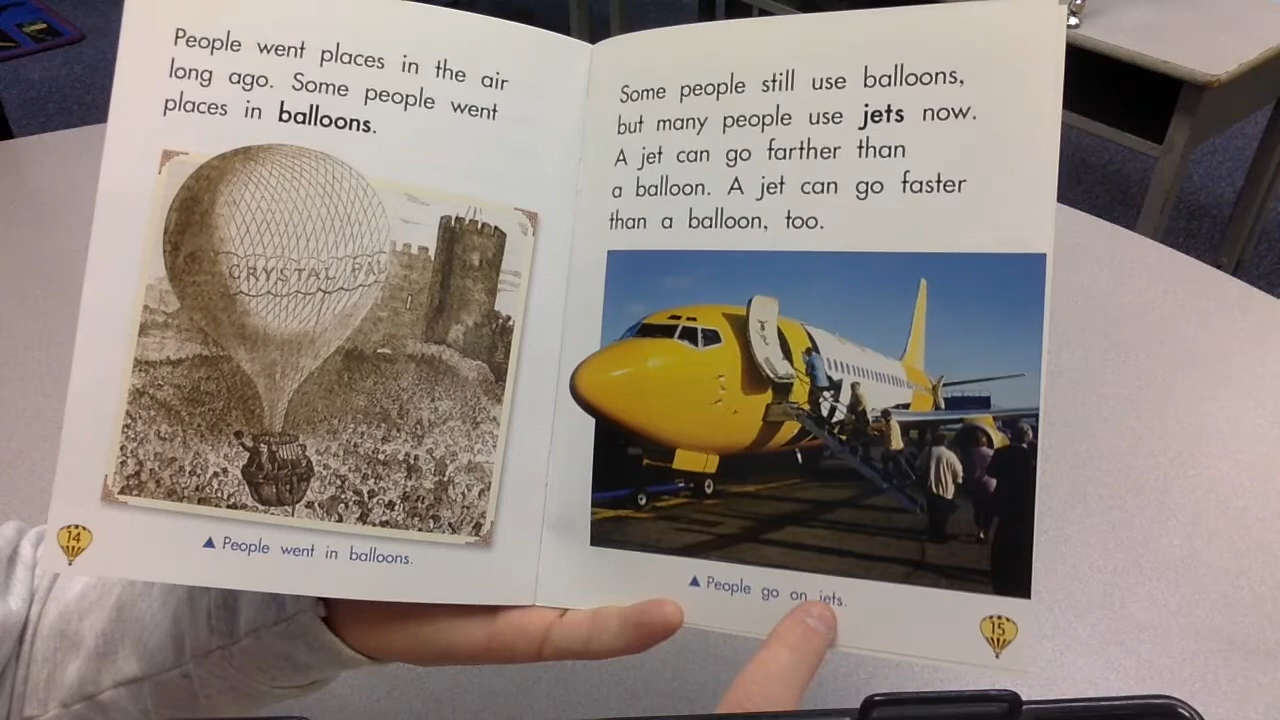 People went places in the air
long ago. Some people went
places in balloons.
CRYSTAL PAL
▲ People went in balloons.
14
Some people still use balloons,
but many people use jets now.
A jet can go farther than
a balloon. A jet can go faster
than a balloon, too.
▲ People go on jets.
15